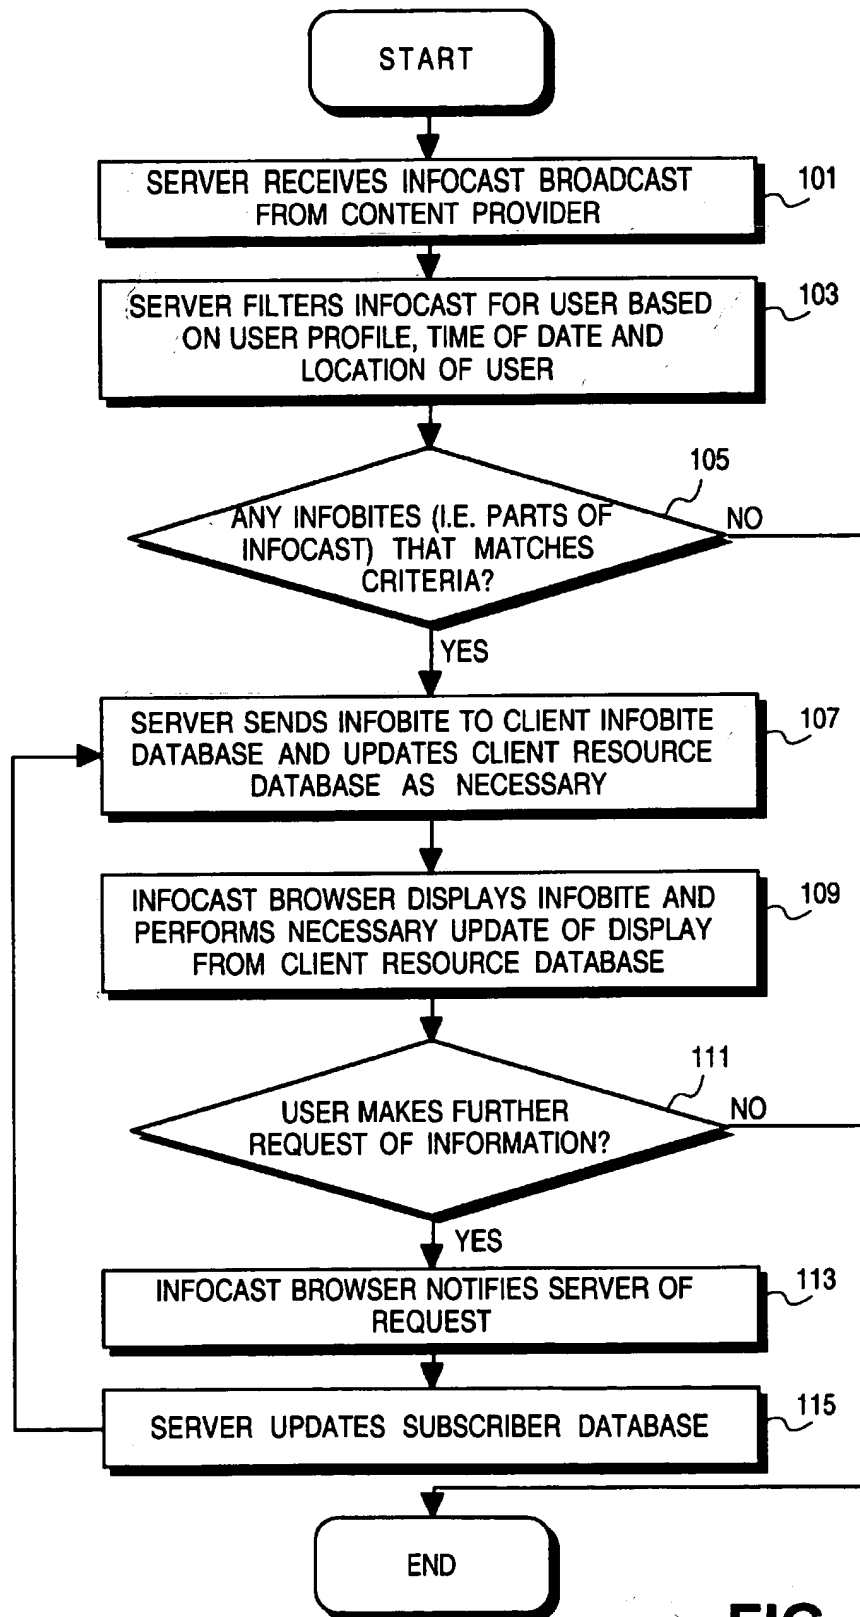 START
SERVER RECEIVES INFOCAST BROADCAST
FROM CONTENT PROVIDER
101
SERVER FILTERS INFOCAST FOR USER BASED
ON USER PROFILE, TIME OF DATE AND
LOCATION OF USER
103
105
ANY INFOBITES (I.E. PARTS OF
INFOCAST) THAT MATCHES
CRITERIA?
NO
YES
SERVER SENDS INFOBITE TO CLIENT INFOBITE
DATABASE AND UPDATES CLIENT RESOURCE
DATABASE AS NECESSARY
107
INFOCAST BROWSER DISPLAYS INFOBITE AND
PERFORMS NECESSARY UPDATE OF DISPLAY
FROM CLIENT RESOURCE DATABASE
109
111
USER MAKES FURTHER
REQUEST OF INFORMATION?
NO
YES
INFOCAST BROWSER NOTIFIES SERVER OF
REQUEST
113
SERVER UPDATES SUBSCRIBER DATABASE
115
END
FIG